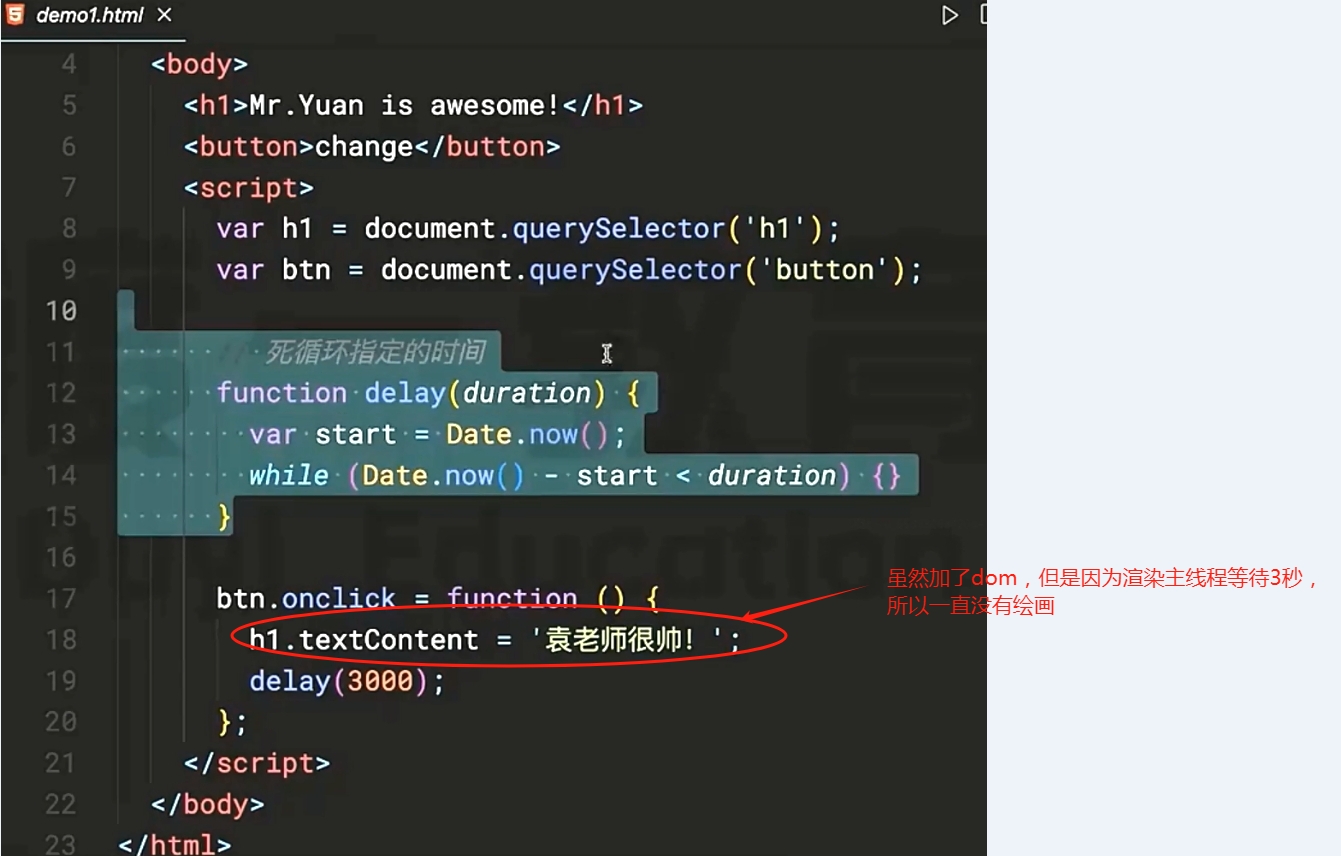 demo1.html
4 <body>
5 <h1>Mr.Yuan is awesome!</h1>
6 <button>change</button>
7 <script>
8 var h1 = document.querySelector('h1');
9 var btn = document.querySelector('button');
10
11 // 死循环指定的时间
12 function delay(duration) {
13 var start = Date.now();
14 while (Date.now() - start < duration) {}
15 }
16
17 btn.onclick = function () {
18 h1.textContent = '袁老师很帅！';
19 delay(3000);
20 };
21 </script>
22 </body>
23 </html>
虽然加了dom，但是因为渲染主线程等待3秒，
所以一直没有绘画
Education